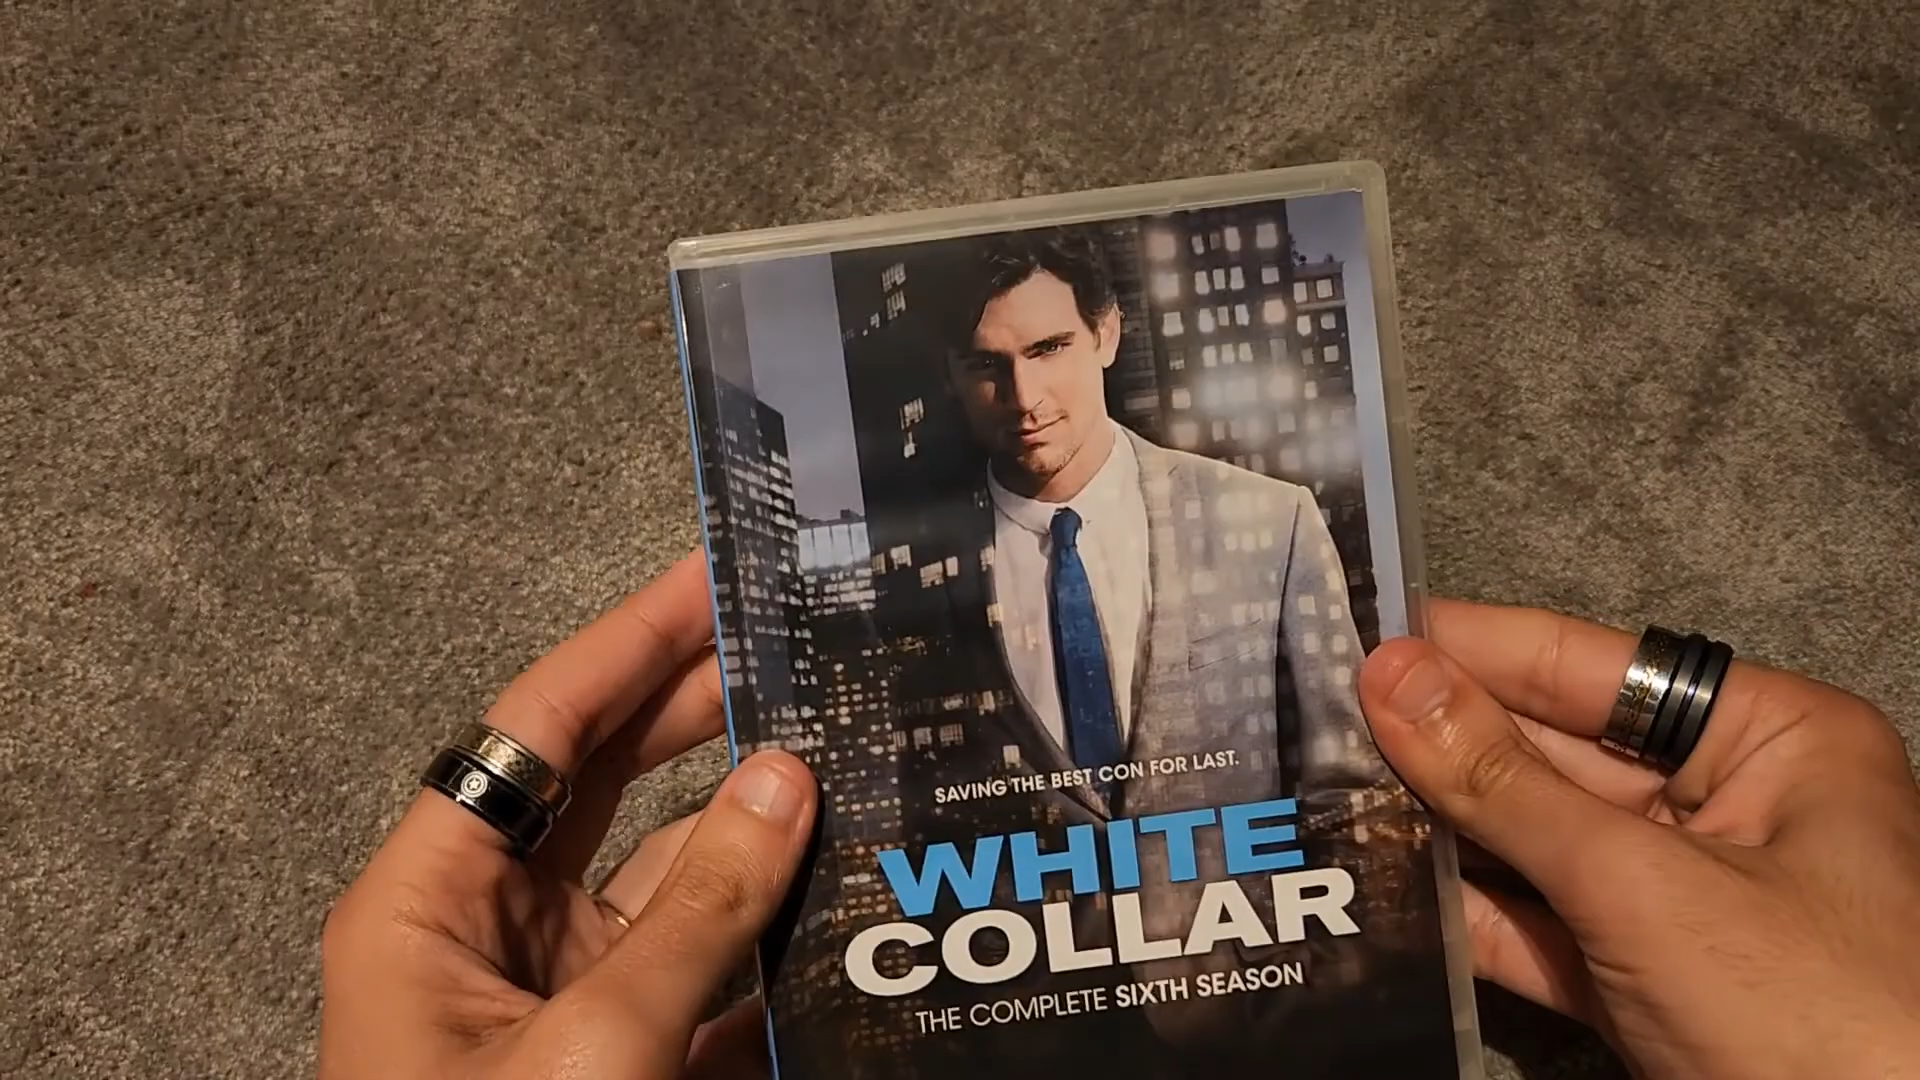 SAVING THE BEST CON FOR LAST.
WHITE
COLLAR
THE COMPLETE SIXTH SEASON